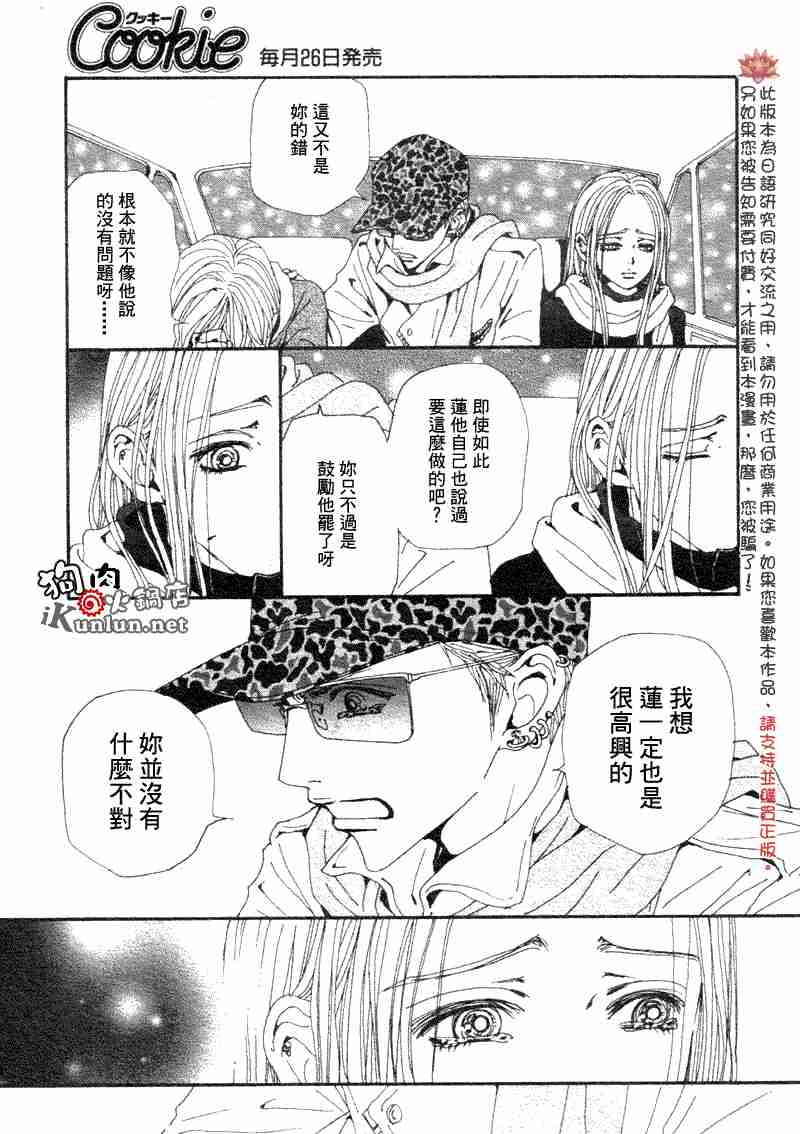 クッキー
Cookie
毎月26日発売
這又不是
妳的錯
根本就不像他說
的沒有問題呀……
即使如此
蓮他自己也說過
要這麼做的吧？
妳只不過是
鼓勵他罷了呀
我想
蓮一定也是
很高興的
妳並沒有
什麼不對
此版本為日語研究同好交流之用、請勿用於任何商業用途。如果您喜歡本作品、請支持並購買正版。
另如果您被告知需要付費，才能看到本漫畫，那麼，您被騙了！
狗肉
火鍋店
iKunlun.net